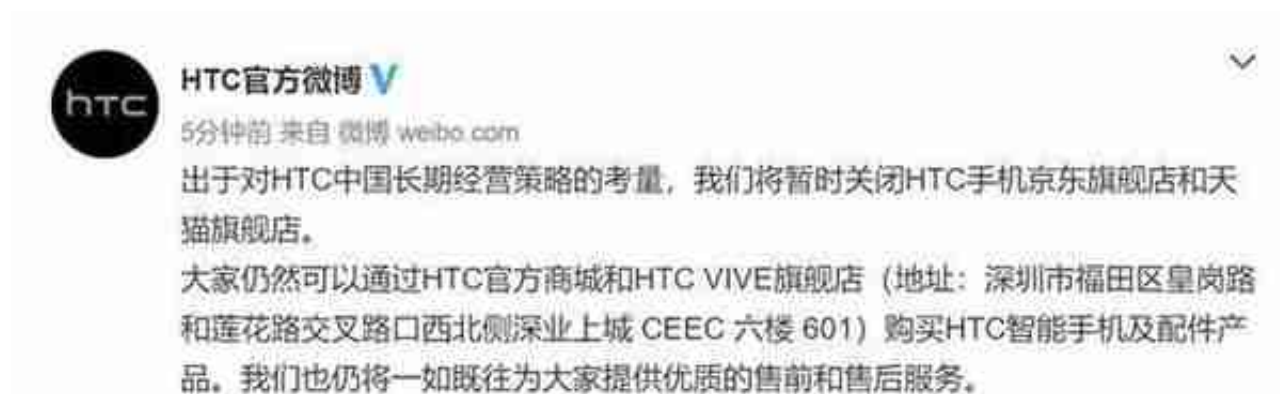 hTC
HTC官方微博
5分钟前 来自 微博 weibo.com
出于对HTC中国长期经营策略的考量，我们将暂时关闭HTC手机京东旗舰店和天
猫旗舰店。
大家仍然可以通过HTC官方商城和HTC VIVE旗舰店（地址：深圳市福田区皇岗路
和莲花路交叉路口西北侧深业上城 CEEC 六楼 601）购买HTC智能手机及配件产
品。我们也仍将一如既往为大家提供优质的售前和售后服务。